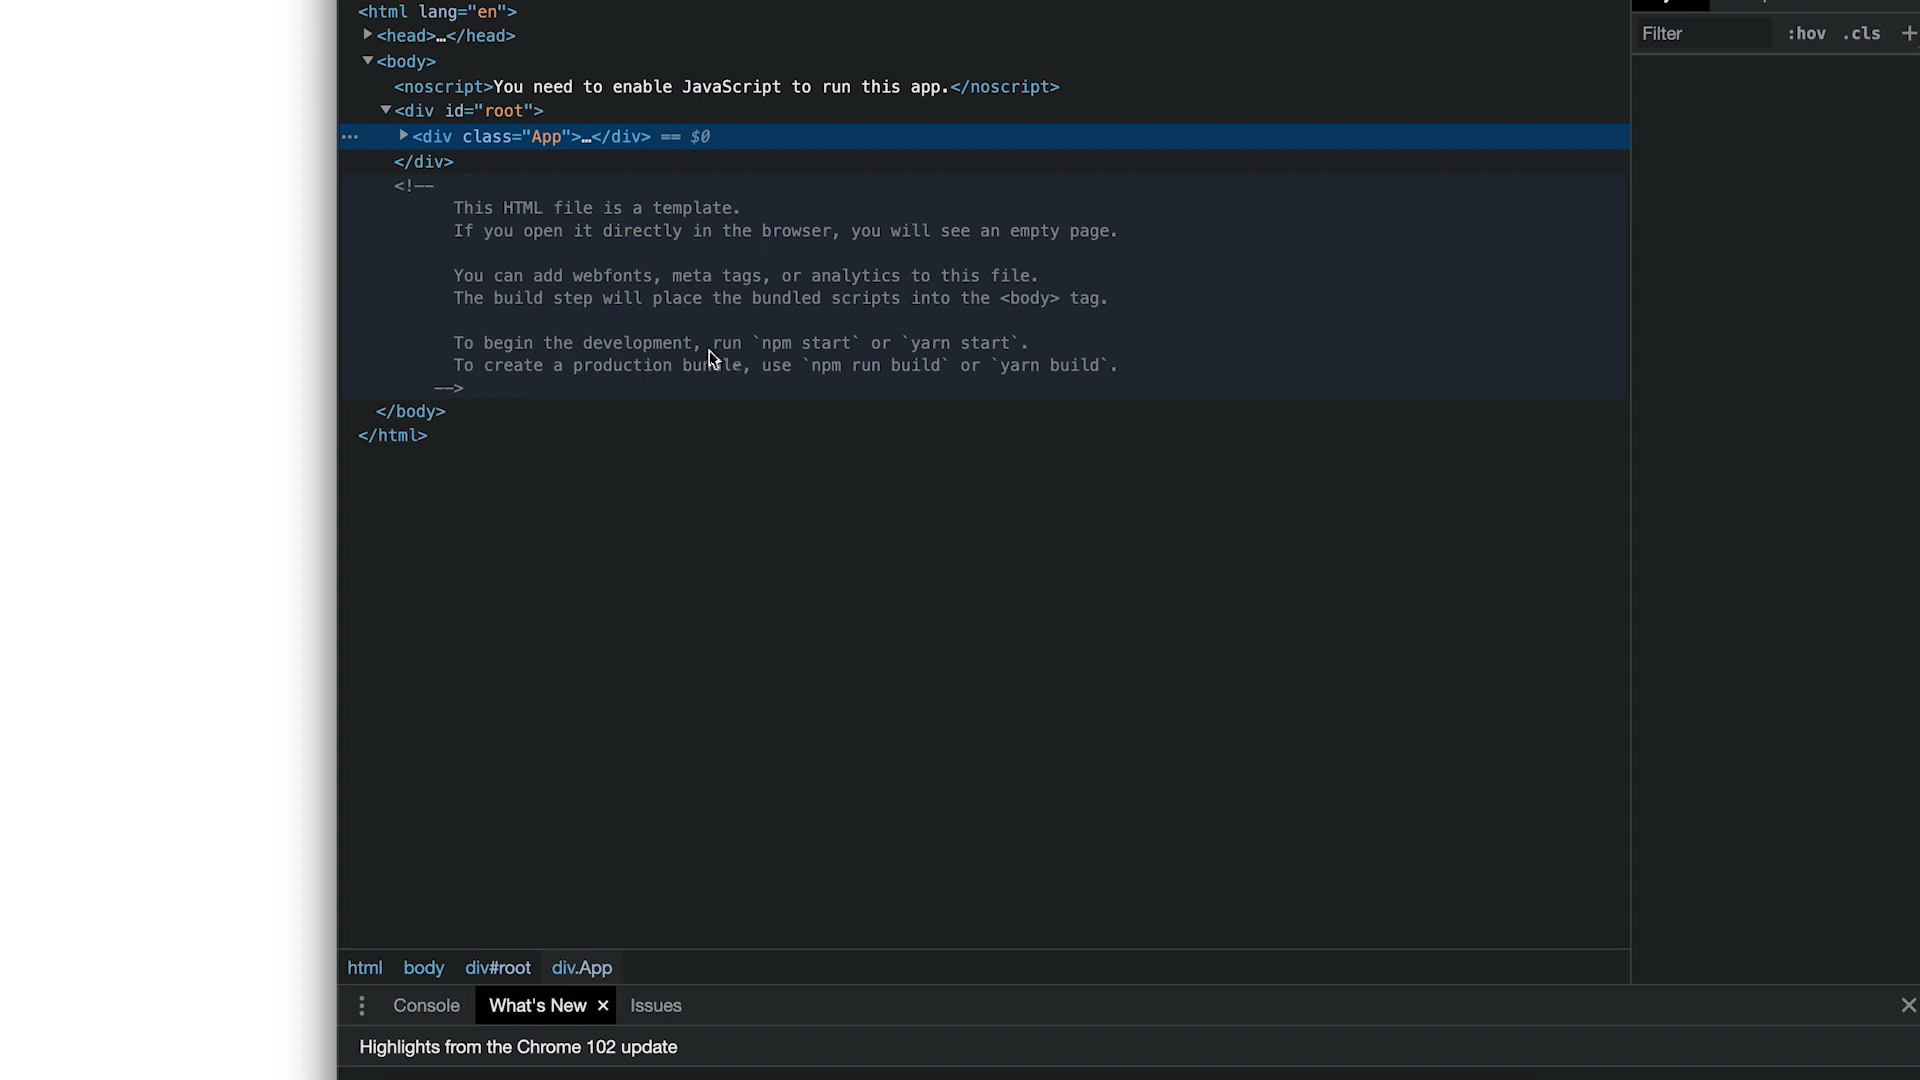 <html lang="en">
<head>…</head>
<body>
<noscript>You need to enable JavaScript to run this app.</noscript>
<div id="root">
<div class="App">…</div> == $0
</div>
<!--
This HTML file is a template.
If you open it directly in the browser, you will see an empty page.
You can add webfonts, meta tags, or analytics to this file.
The build step will place the bundled scripts into the <body> tag.
To begin the development, run `npm start` or `yarn start`.
To create a production bundle, use `npm run build` or `yarn build`.
-->
</body>
</html>
Filter :hov .cls +
html body div#root div.App
Console What's New × Issues
Highlights from the Chrome 102 update